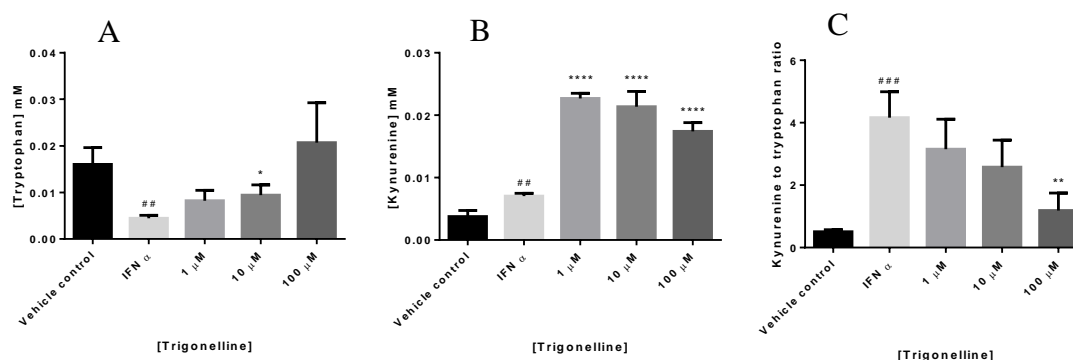 A
[Tryptophan] mM
0.04
0.03
0.02
0.01
0.00
##
*
Vehicle control
IFN α
1 μM
10 μM
100 μM
[Trigonelline]
B
[Kynurenine] mM
0.03
0.02
0.01
0.00
##
****
****
****
Vehicle control
IFN α
1 μM
10 μM
100 μM
[Trigonelline]
C
Kynurenine to tryptophan ratio
6
4
2
0
###
**
Vehicle control
IFN α
1 μM
10 μM
100 μM
[Trigonelline]